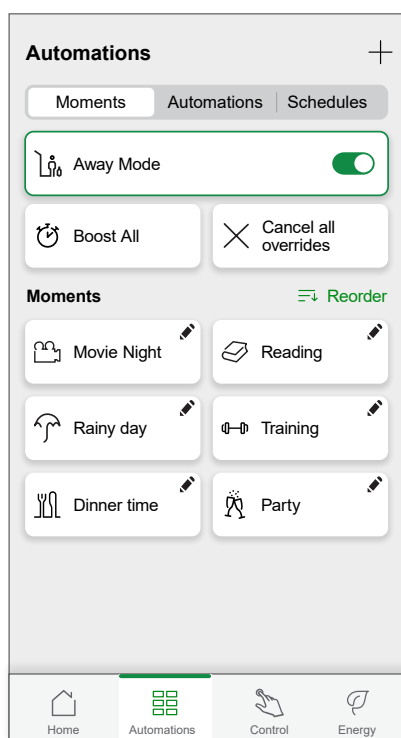 Automations
Moments
Automations
Schedules
Away Mode
Boost All
Cancel all
overrides
Moments
Reorder
Movie Night
Reading
Rainy day
Training
Dinner time
Party
Home
Automations
Control
Energy